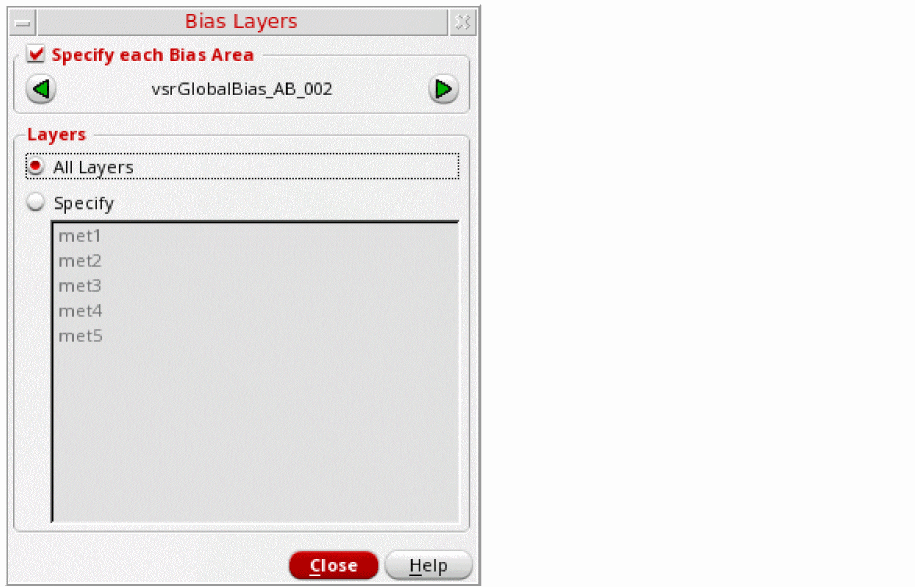 Bias Layers
Specify each Bias Area
vsrGlobalBias_AB_002
Layers
All Layers
Specify
met1
met2
met3
met4
met5
Close Help